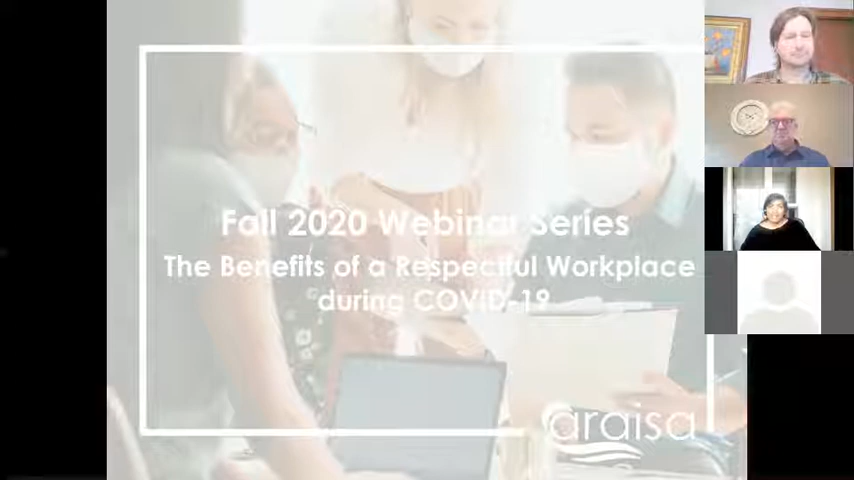 Fall 2020 Webinar Series
The Benefits of a Respectful Workplace
during COVID-19
araisa